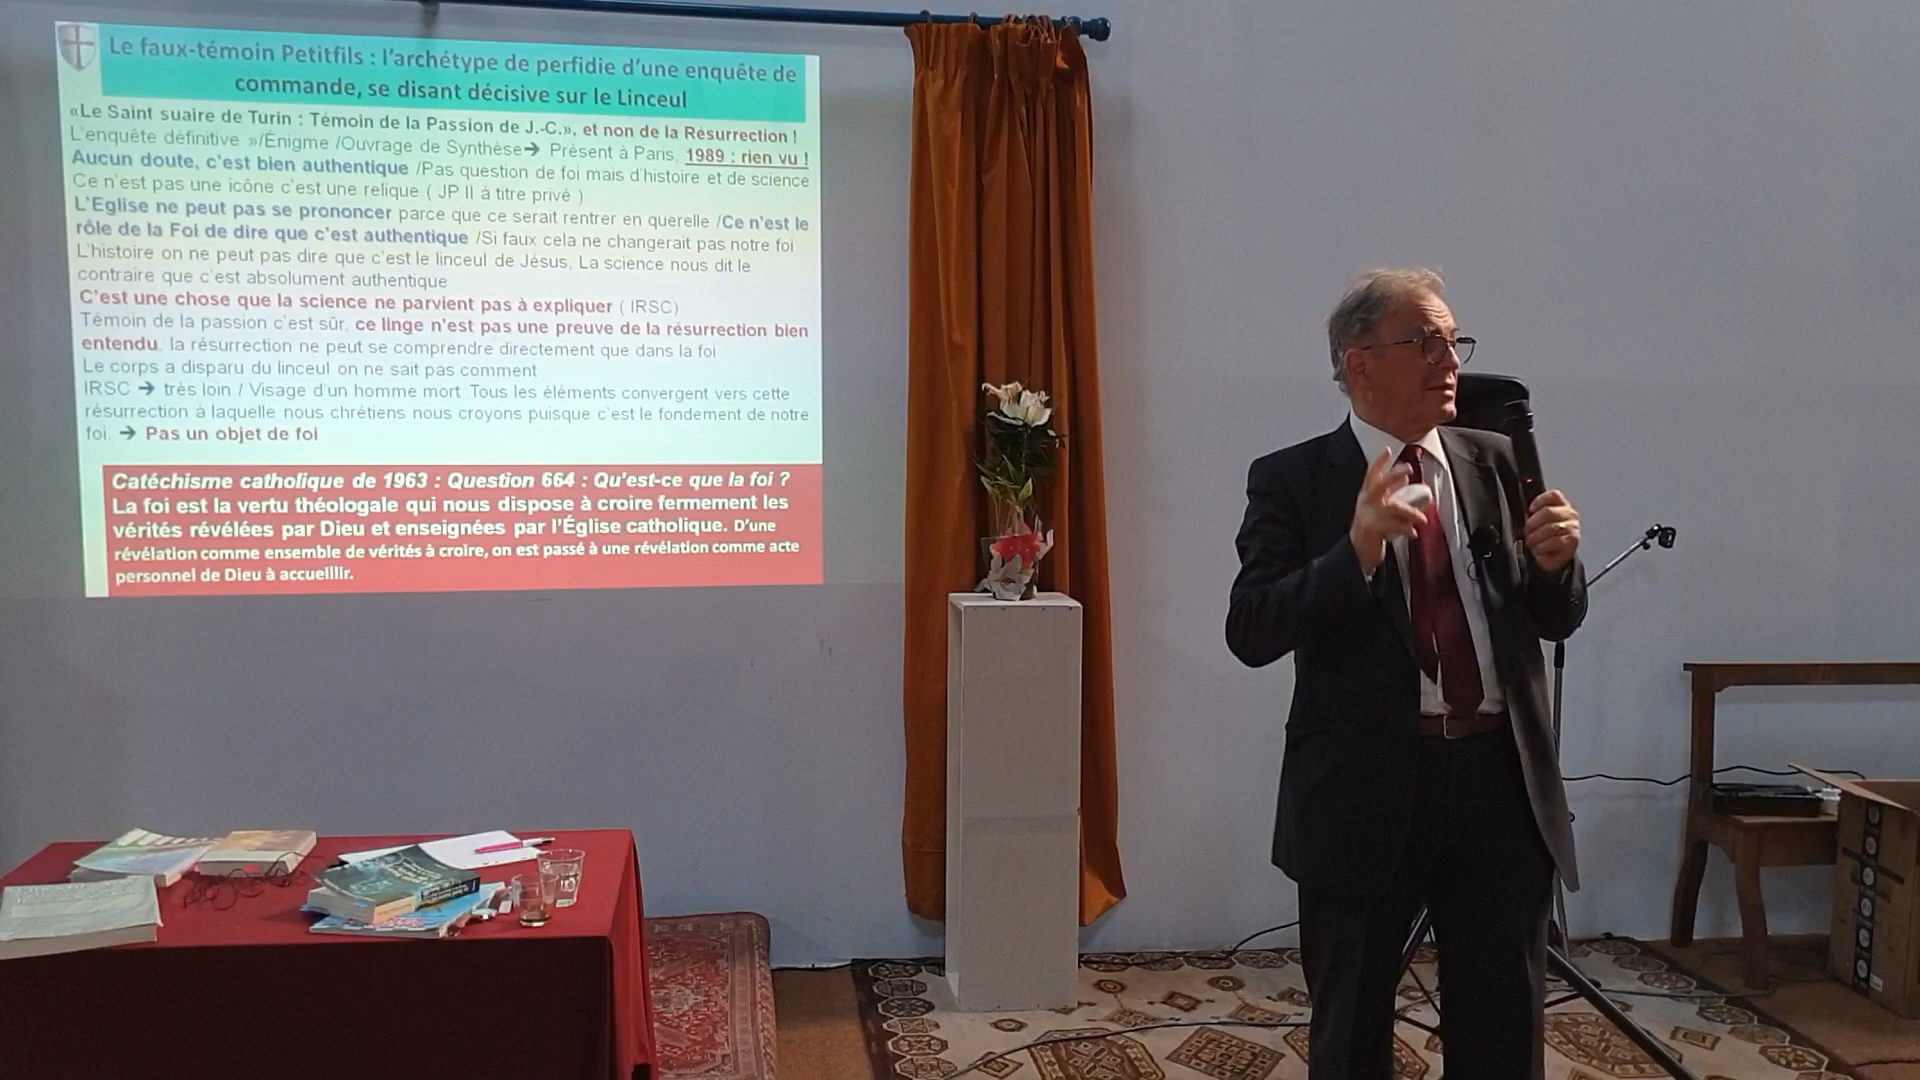 Le faux-témoin Petitfils : l'archétype de perfidie d'une enquête de
commande, se disant décisive sur le Linceul
«Le Saint suaire de Turin : Témoin de la Passion de J.-C.», et non de la Résurrection !
L'enquête définitive »/Énigme /Ouvrage de Synthèse➔ Présent à Paris, 1989 : rien vu !
Aucun doute, c'est bien authentique /Pas question de foi mais d'histoire et de science
Ce n'est pas une icône c'est une relique ( JP II à titre privé )
L'Eglise ne peut pas se prononcer parce que ce serait rentrer en querelle /Ce n'est le
rôle de la Foi de dire que c'est authentique /Si faux cela ne changerait pas notre foi
L'histoire on ne peut pas dire que c'est le linceul de Jésus, La science nous dit le
contraire que c'est absolument authentique
C'est une chose que la science ne parvient pas à expliquer ( IRSC)
Témoin de la passion c'est sûr, ce linge n'est pas une preuve de la résurrection bien
entendu, la résurrection ne peut se comprendre directement que dans la foi
Le corps a disparu du linceul on ne sait pas comment
IRSC ➔ très loin / Visage d'un homme mort Tous les éléments convergent vers cette
résurrection à laquelle nous chrétiens nous croyons puisque c'est le fondement de notre
foi. ➔ Pas un objet de foi
Catéchisme catholique de 1963 : Question 664 : Qu'est-ce que la foi ?
La foi est la vertu théologale qui nous dispose à croire fermement les
vérités révélées par Dieu et enseignées par l'Église catholique. D'une
révélation comme ensemble de vérités à croire, on est passé à une révélation comme acte
personnel de Dieu à accueillir.